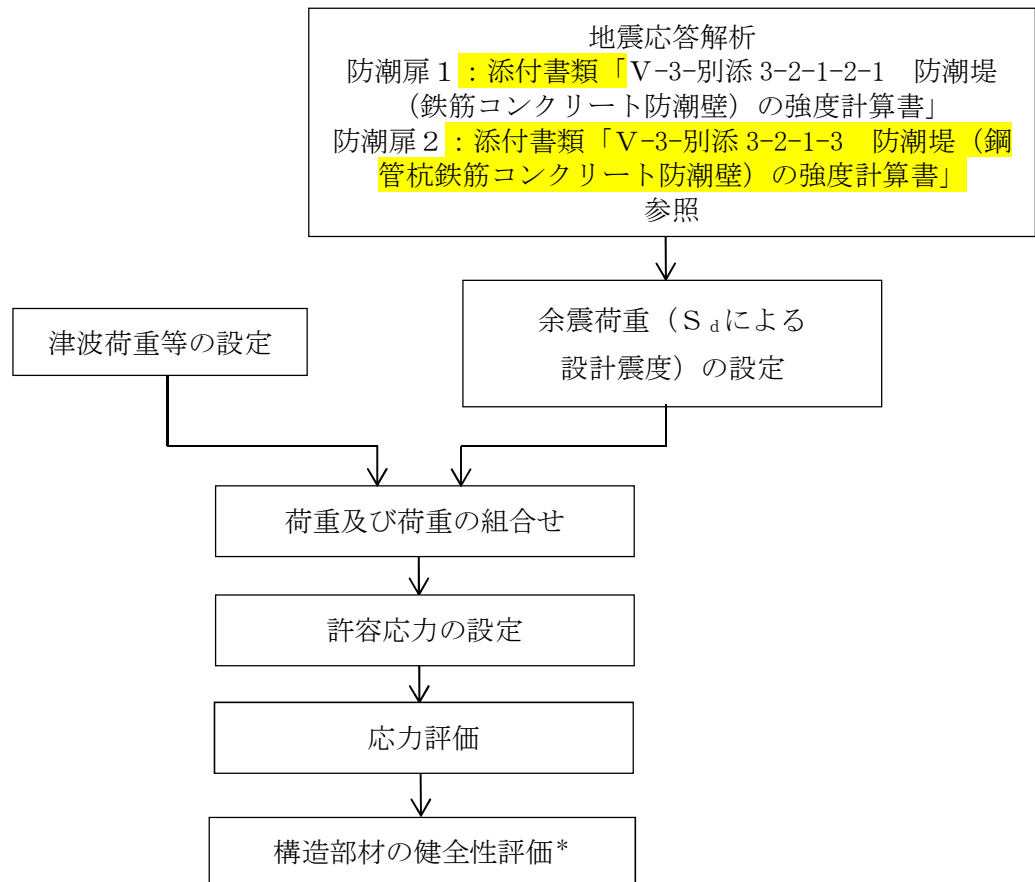 地震応答解析
防潮扉１：添付書類「Ⅴ-3-別添 3-2-1-2-1　防潮堤
（鉄筋コンクリート防潮壁）の強度計算書」
防潮扉２：添付書類「Ⅴ-3-別添 3-2-1-3　防潮堤（鋼
管杭鉄筋コンクリート防潮壁）の強度計算書」
参照
津波荷重等の設定
余震荷重（Ｓｄによる
設計震度）の設定
荷重及び荷重の組合せ
許容応力の設定
応力評価
構造部材の健全性評価*